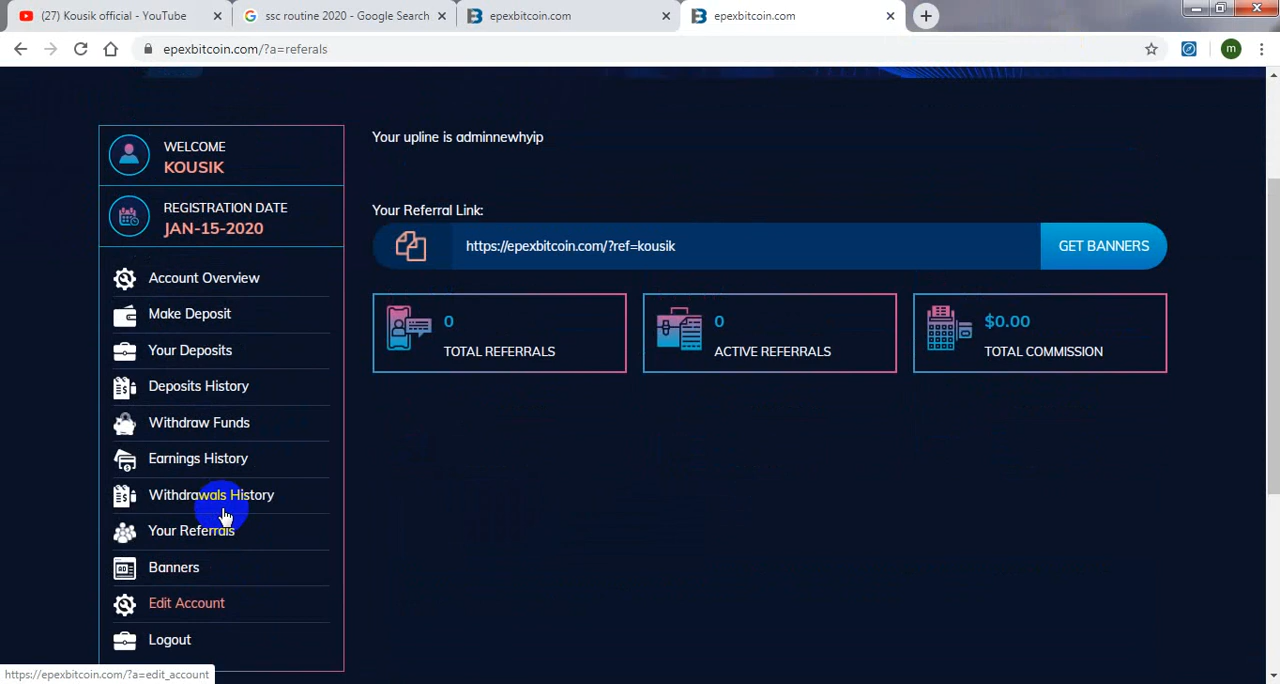 (27) Kousik official - YouTube
ssc routine 2020 - Google Search
epexbitcoin.com
epexbitcoin.com
epexbitcoin.com/?a=referals
m
Your upline is adminnewhyip
WELCOME
KOUSIK
REGISTRATION DATE
JAN-15-2020
Account Overview
Make Deposit
Your Deposits
Deposits History
Withdraw Funds
Earnings History
Withdrawals History
Your Referrals
Banners
Edit Account
Logout
Your Referral Link:
https://epexbitcoin.com/?ref=kousik
GET BANNERS
0
TOTAL REFERRALS
0
ACTIVE REFERRALS
$0.00
TOTAL COMMISSION
https://epexbitcoin.com/?a=edit_account